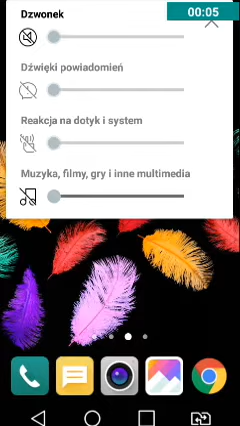 00:05
Dzwonek
Dźwięki powiadomień
Reakcja na dotyk i system
Muzyka, filmy, gry i inne multimedia